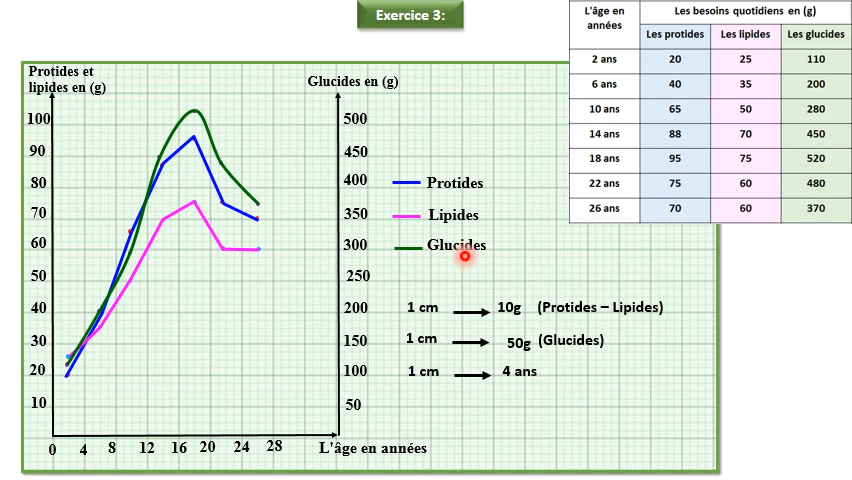 Exercice 3:
L'âge en
années
Les besoins quotidiens en (g)
Les protides Les lipides Les glucides
2 ans 20 25 110
6 ans 40 35 200
10 ans 65 50 280
14 ans 88 70 450
18 ans 95 75 520
22 ans 75 60 480
26 ans 70 60 370
Protides et
lipides en (g)
Glucides en (g)
100
90
80
70
60
50
40
30
20
10
500
450
400
350
300
250
200
150
100
50
Protides
Lipides
Glucides
1 cm 10g (Protides – Lipides)
1 cm 50g (Glucides)
1 cm 4 ans
0 4 8 12 16 20 24 28 L'âge en années